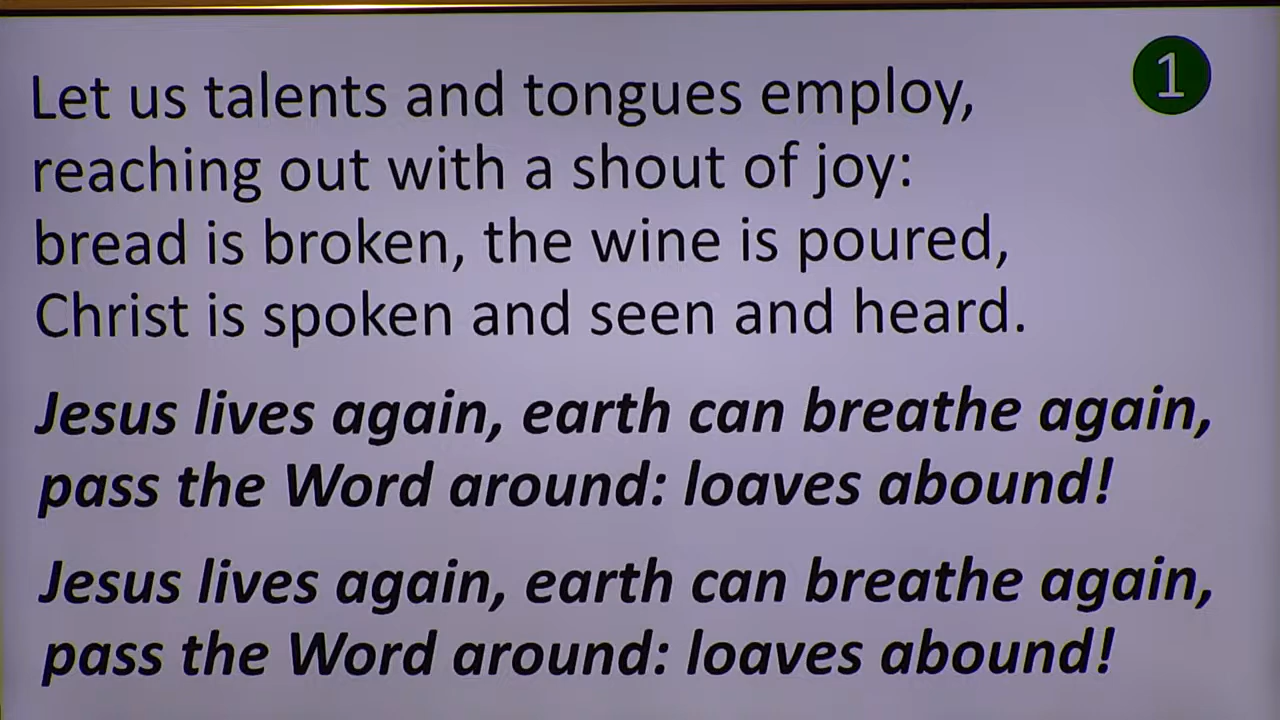 1
Let us talents and tongues employ,
reaching out with a shout of joy:
bread is broken, the wine is poured,
Christ is spoken and seen and heard.
Jesus lives again, earth can breathe again,
pass the Word around: loaves abound!
Jesus lives again, earth can breathe again,
pass the Word around: loaves abound!